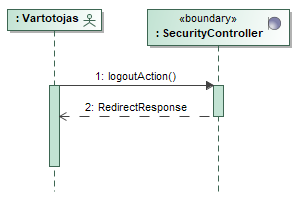 : Vartotojas
«boundary»
: SecurityController
1: logoutAction()
2: RedirectResponse